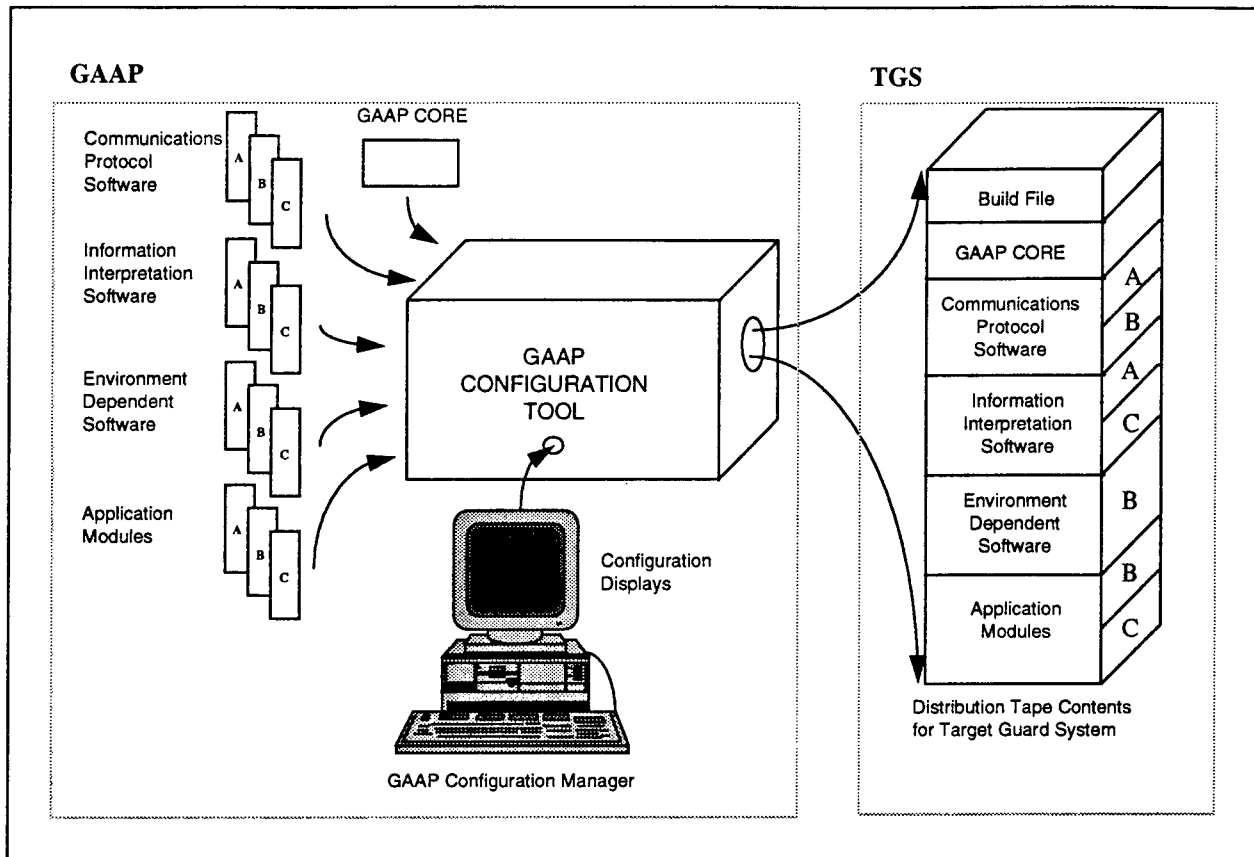 GAAP
TGS
Communications
Protocol
Software
A
B
C
GAAP CORE
Information
Interpretation
Software
A
B
C
Environment
Dependent
Software
A
B
C
Application
Modules
A
B
C
GAAP
CONFIGURATION
TOOL
Configuration
Displays
GAAP Configuration Manager
Build File
GAAP CORE
Communications
Protocol
Software
A
B
Information
Interpretation
Software
A
C
Environment
Dependent
Software
B
Application
Modules
B
C
Distribution Tape Contents
for Target Guard System